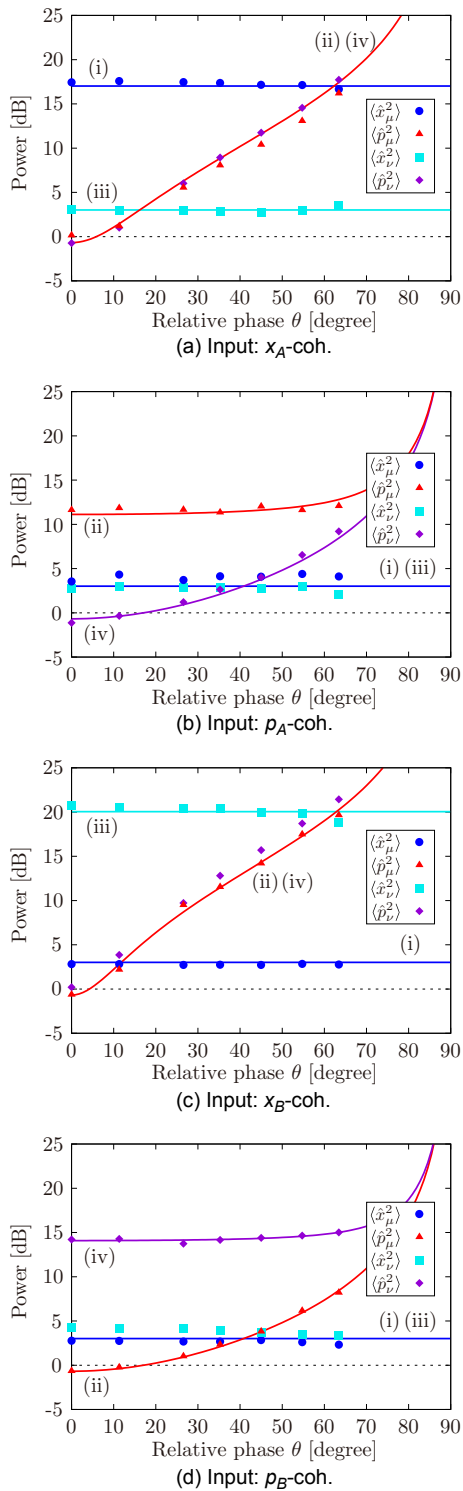 25
20
15
10
5
0
-5
Power [dB]
(i)
(ii) (iv)
(iii)
⟨x̂²_μ⟩
⟨p̂²_μ⟩
⟨x̂²_ν⟩
⟨p̂²_ν⟩
0 10 20 30 40 50 60 70 80 90
Relative phase θ [degree]
(a) Input: x_A-coh.
25
20
15
10
5
0
-5
Power [dB]
(ii)
(iv)
⟨x̂²_μ⟩
⟨p̂²_μ⟩
⟨x̂²_ν⟩
⟨p̂²_ν⟩
(i) (iii)
0 10 20 30 40 50 60 70 80 90
Relative phase θ [degree]
(b) Input: p_A-coh.
25
20
15
10
5
0
-5
Power [dB]
(iii)
(ii) (iv)
⟨x̂²_μ⟩
⟨p̂²_μ⟩
⟨x̂²_ν⟩
⟨p̂²_ν⟩
(i)
0 10 20 30 40 50 60 70 80 90
Relative phase θ [degree]
(c) Input: x_B-coh.
25
20
15
10
5
0
-5
Power [dB]
(iv)
(ii)
⟨x̂²_μ⟩
⟨p̂²_μ⟩
⟨x̂²_ν⟩
⟨p̂²_ν⟩
(i) (iii)
0 10 20 30 40 50 60 70 80 90
Relative phase θ [degree]
(d) Input: p_B-coh.